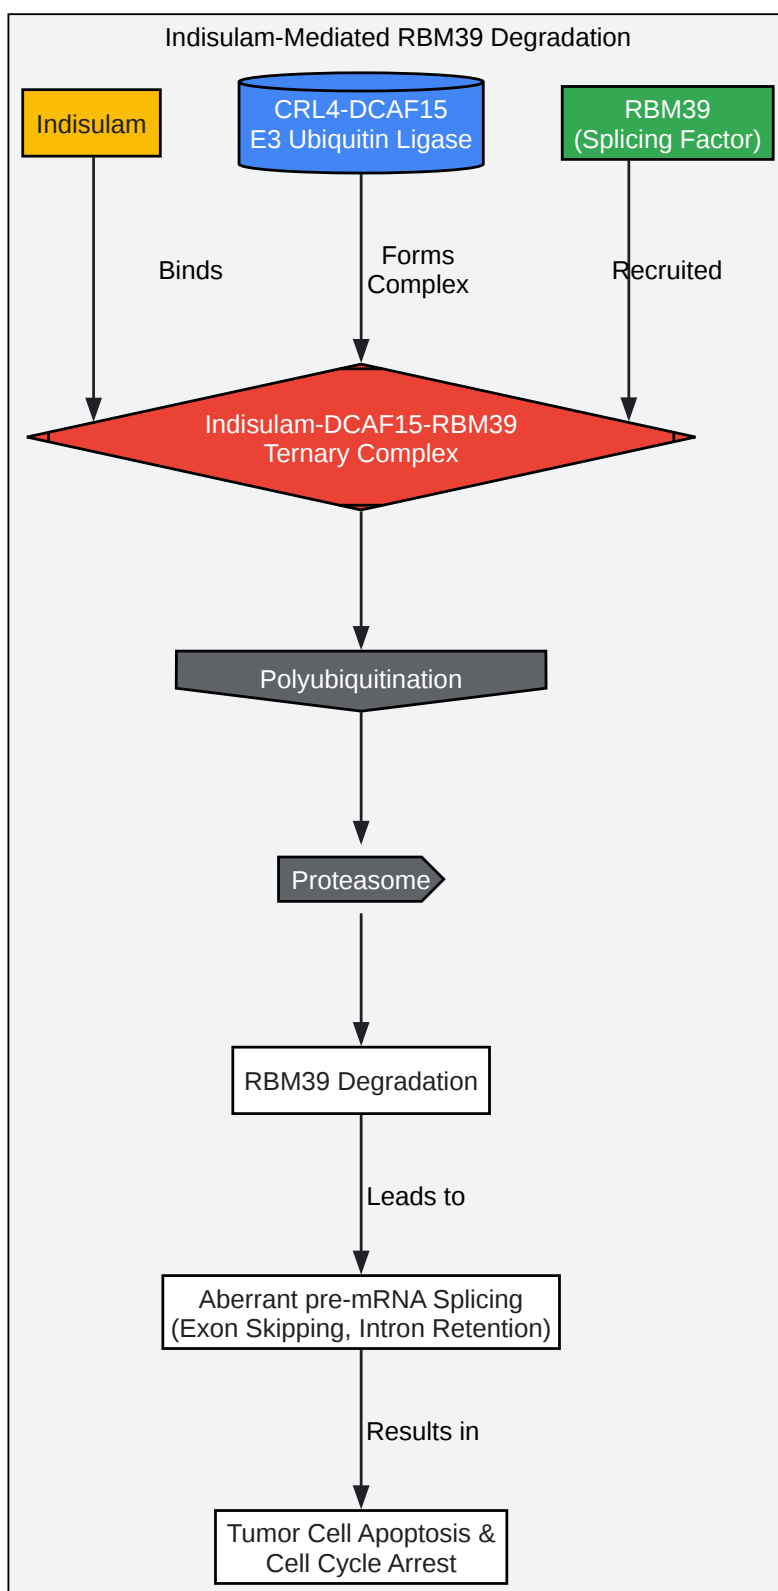 Indisulam-Mediated RBM39 Degradation
Indisulam
CRL4-DCAF15
E3 Ubiquitin Ligase
RBM39
(Splicing Factor)
Binds
Forms
Complex
Recruited
Indisulam-DCAF15-RBM39
Ternary Complex
Polyubiquitination
Proteasome
RBM39 Degradation
Leads to
Aberrant pre-mRNA Splicing
(Exon Skipping, Intron Retention)
Results in
Tumor Cell Apoptosis &
Cell Cycle Arrest